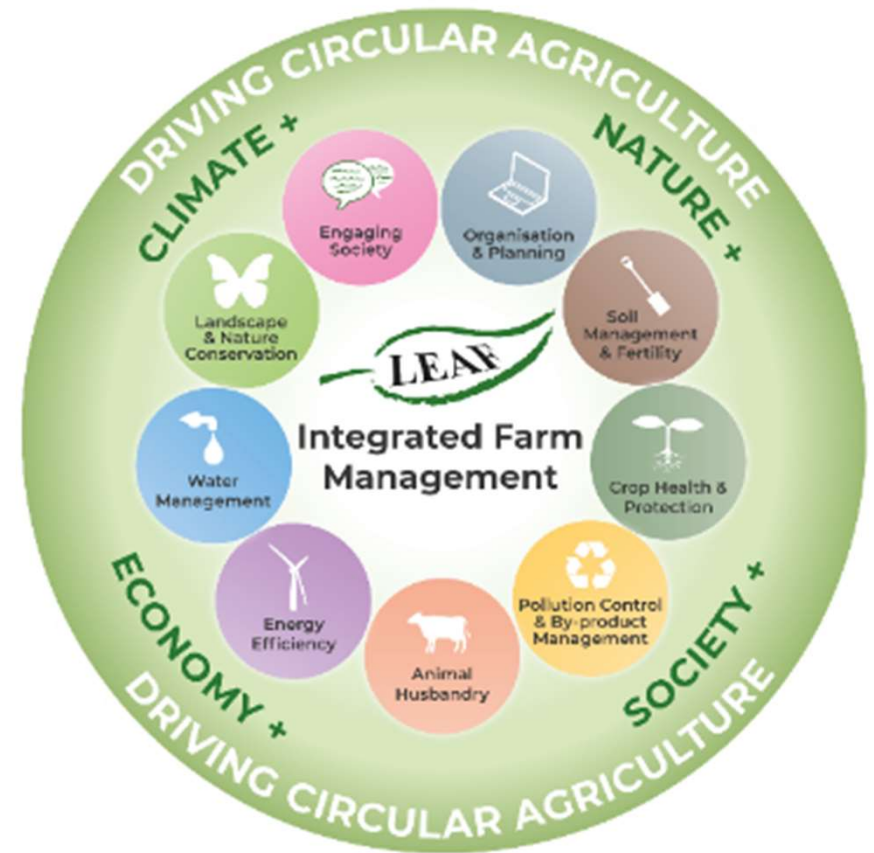 DRIVING CIRCULAR AGRICULTURE
CLIMATE +
NATURE +
Engaging
Society
Organisation
& Planning
Landscape
& Nature
Conservation
Soil
Management
& Fertility
LEAF
Integrated Farm
Management
Water
Management
Crop Health &
Protection
Energy
Efficiency
Pollution Control
& By-product
Management
Animal
Husbandry
ECONOMY +
SOCIETY +
DRIVING CIRCULAR AGRICULTURE